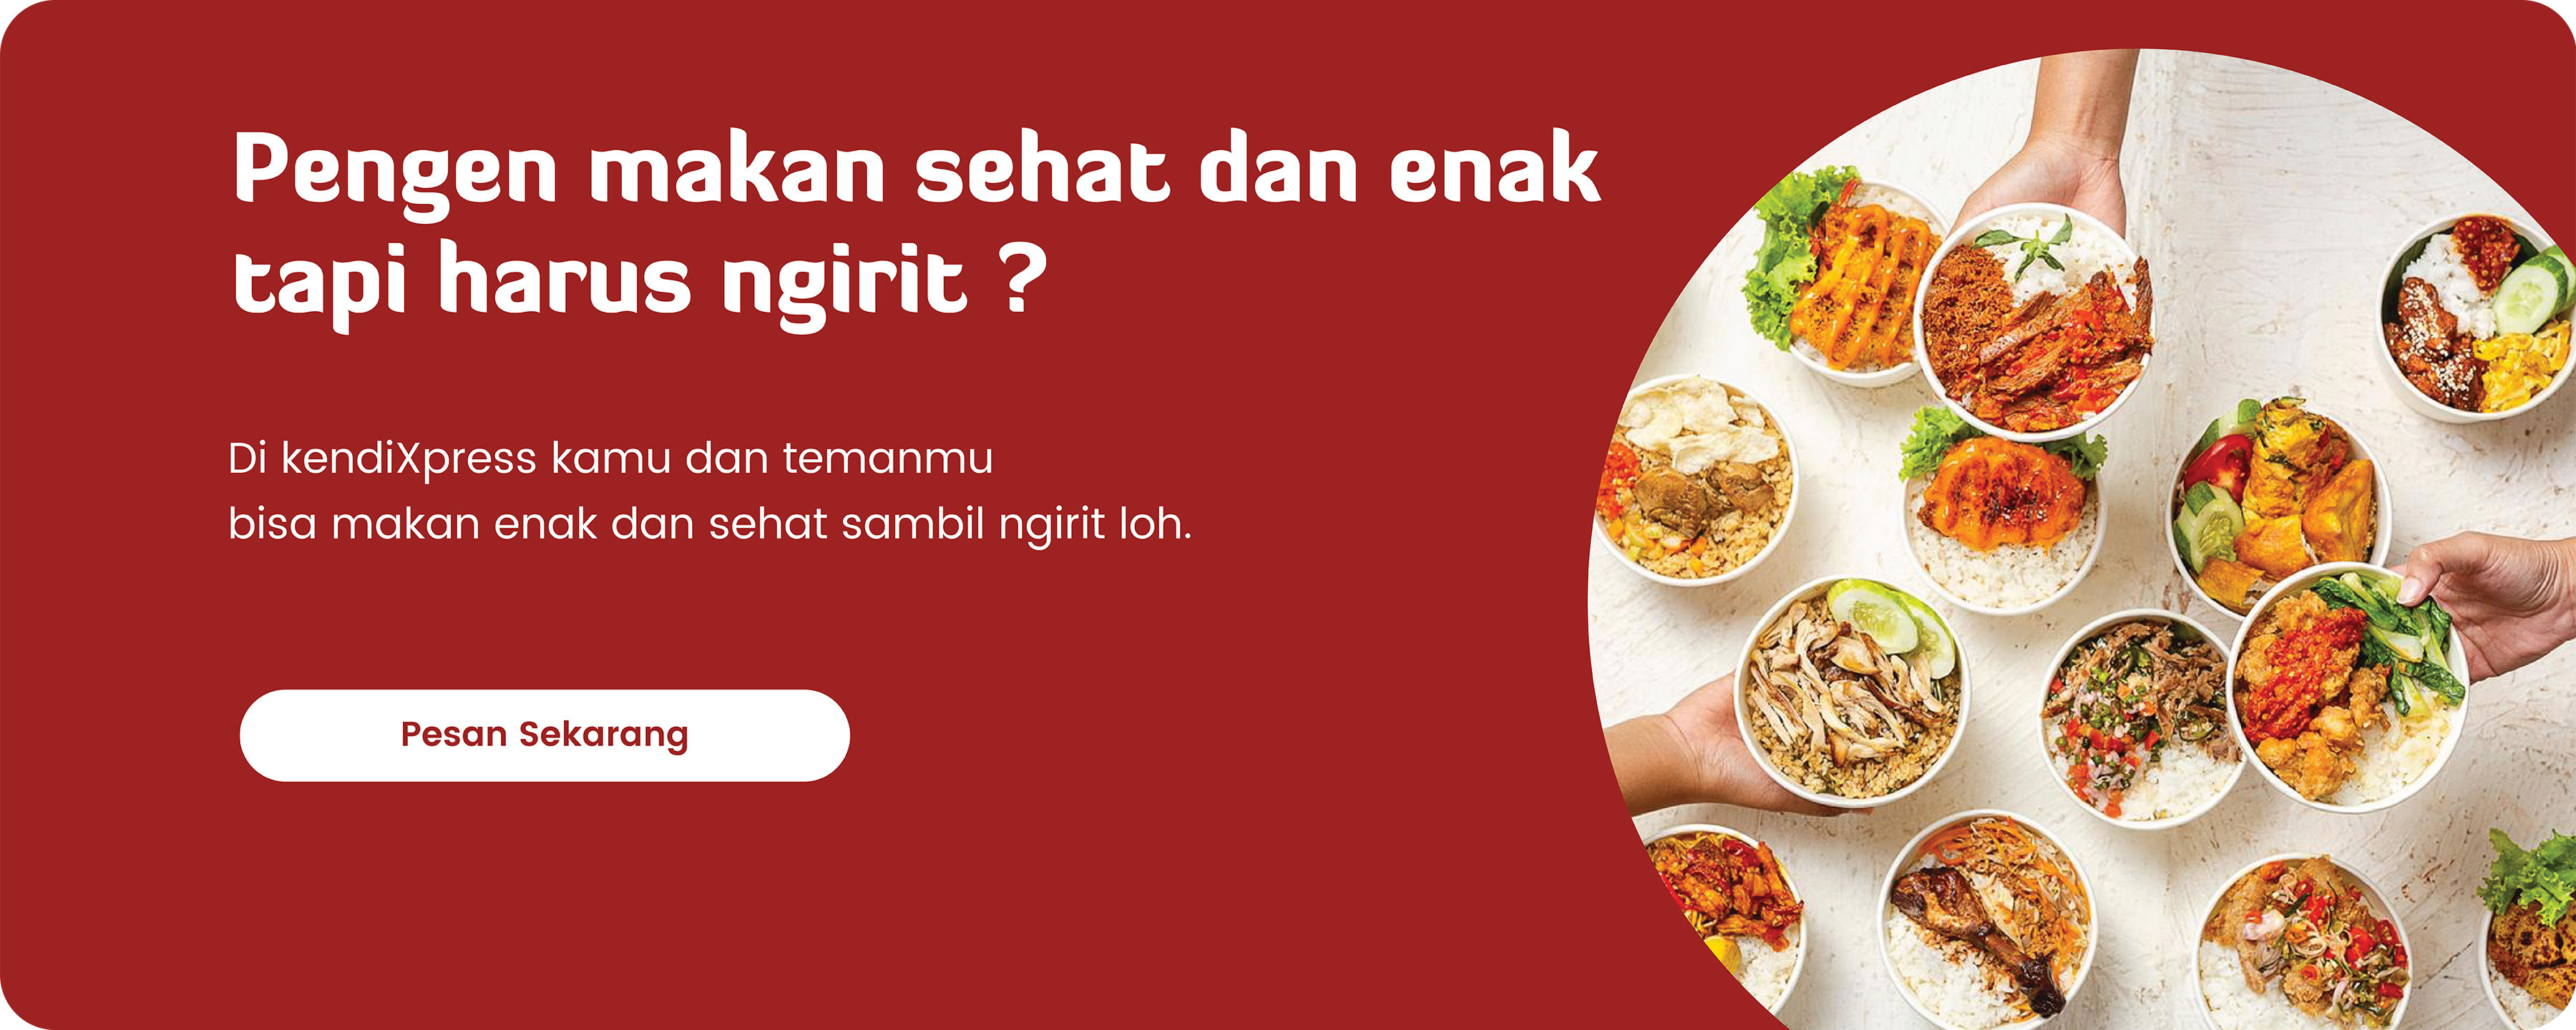 Pengen makan sehat dan enak
tapi harus ngirit ?
Di kendiXpress kamu dan temanmu
bisa makan enak dan sehat sambil ngirit loh.
Pesan Sekarang